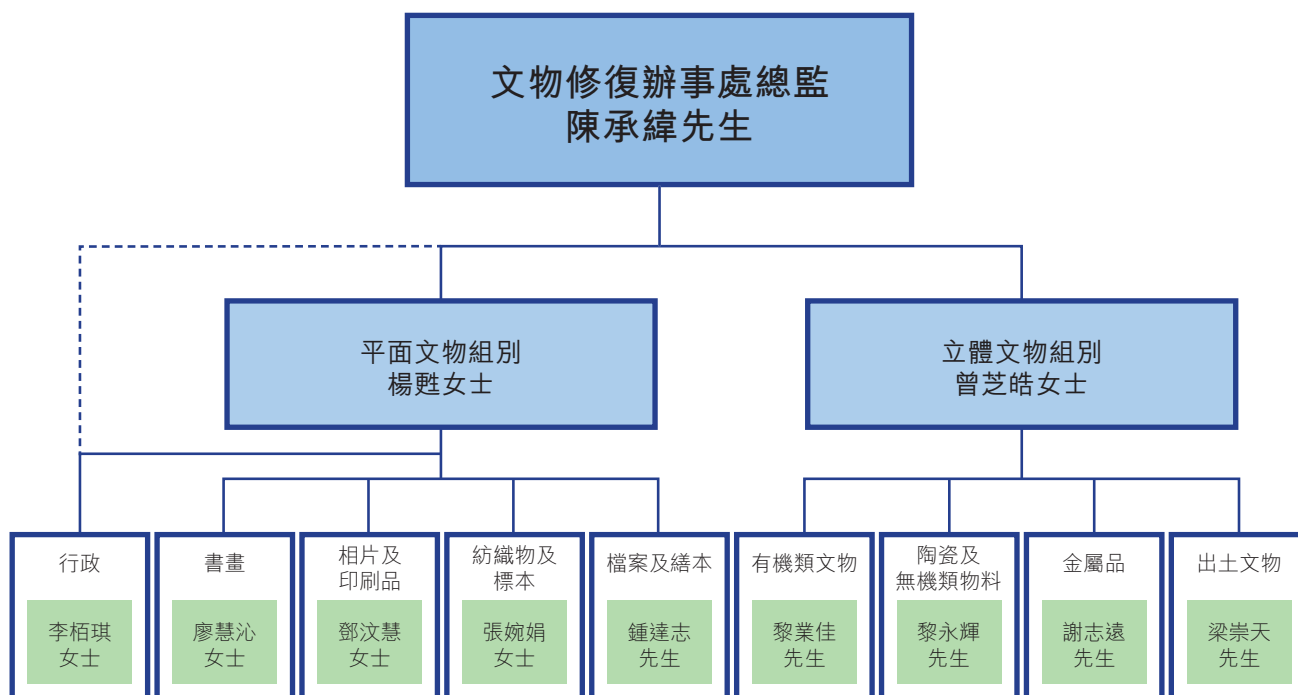 文物修復辦事處總監
陳承緯先生
平面文物組別
楊甦女士
立體文物組別
曾芝皓女士
行政
李栢琪
女士
書畫
廖慧沁
女士
相片及
印刷品
鄧汶慧
女士
紡織物及
標本
張婉娟
女士
檔案及繕本
鍾達志
先生
有機類文物
黎業佳
先生
陶瓷及
無機類物料
黎永輝
先生
金屬品
謝志遠
先生
出土文物
梁崇天
先生